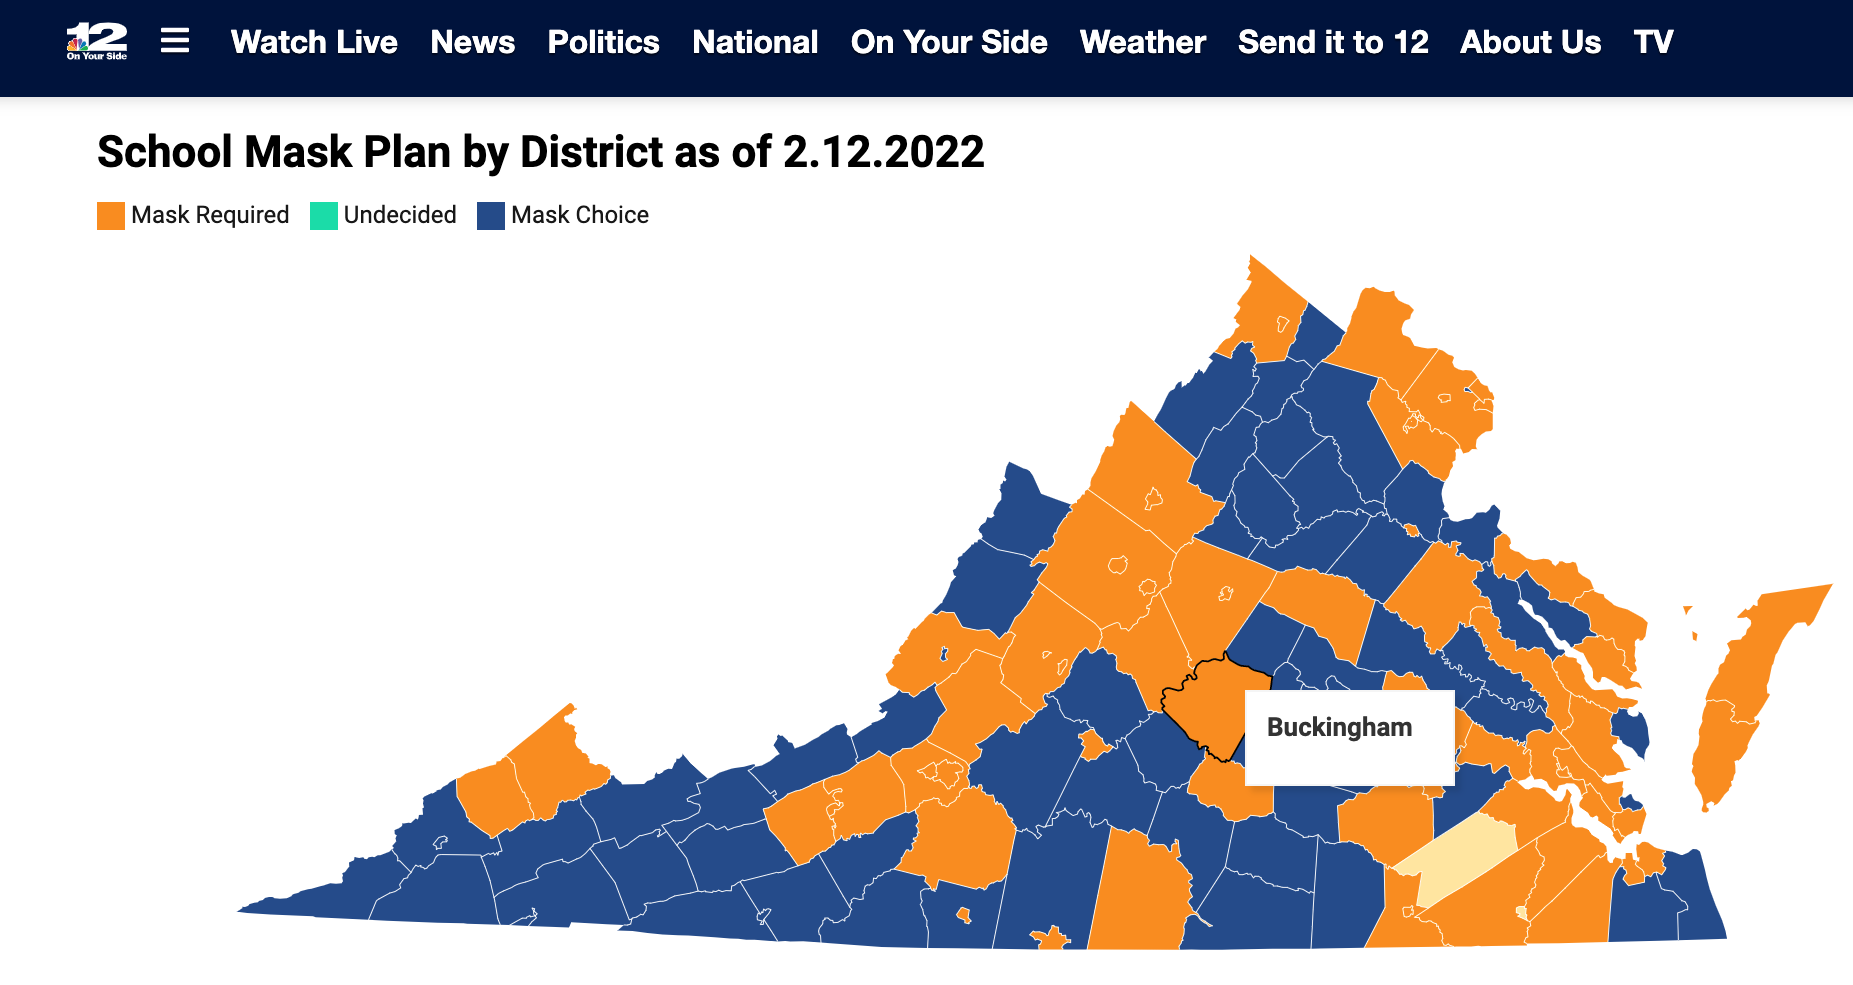 12
On Your Side
Watch Live News Politics National On Your Side Weather Send it to 12 About Us TV
School Mask Plan by District as of 2.12.2022
Mask Required Undecided Mask Choice
Buckingham